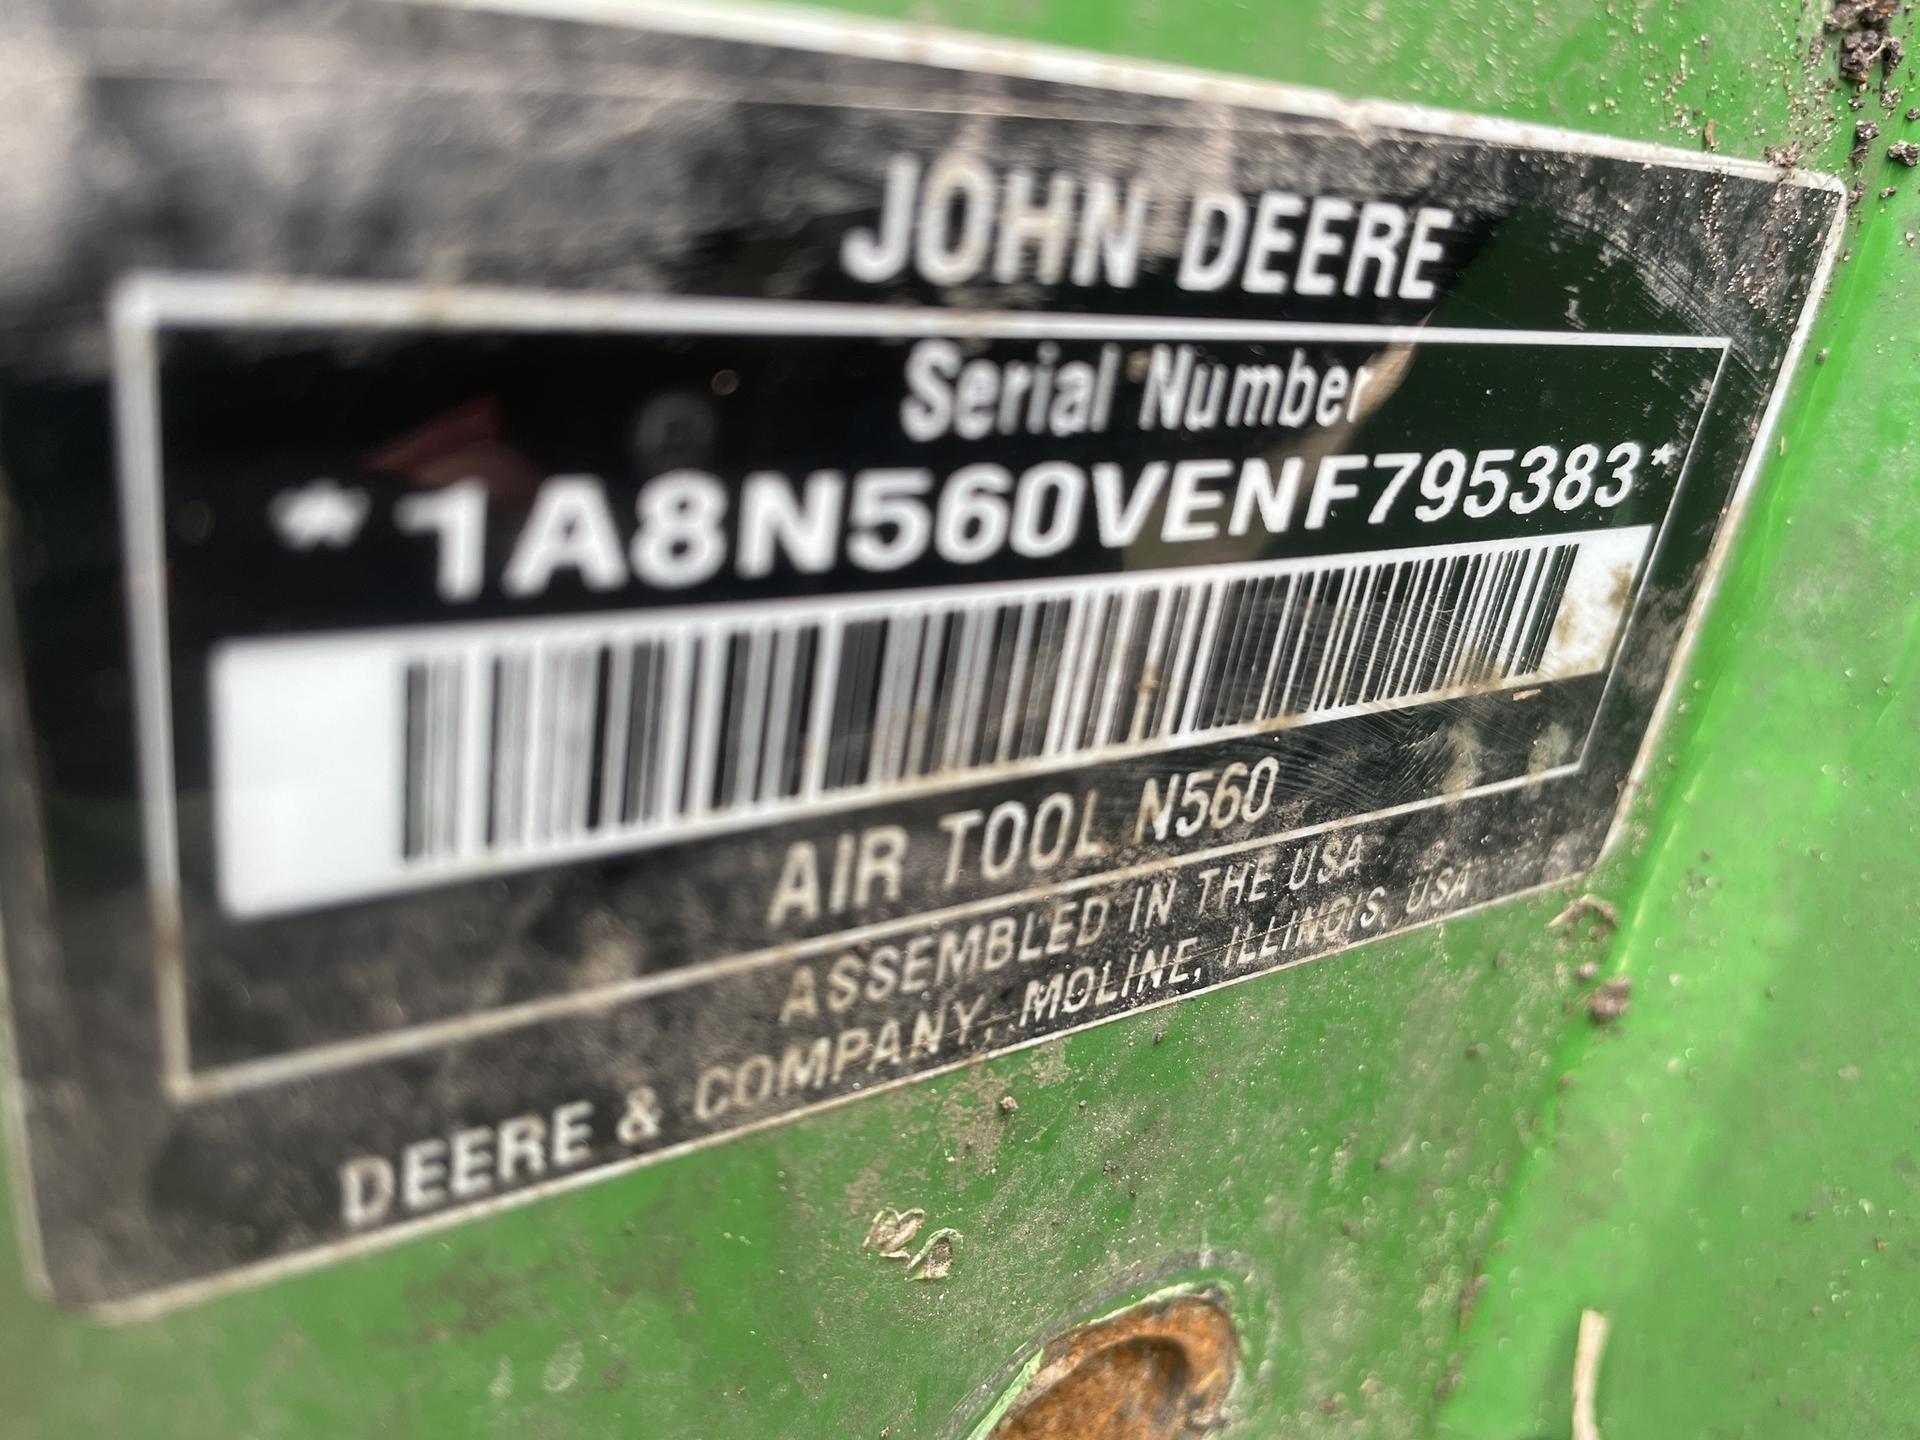 JOHN DEERE
Serial Number
*1A8N560VENF795383*
AIR TOOL N560
ASSEMBLED IN THE USA
DEERE & COMPANY, MOLINE, ILLINOIS, USA